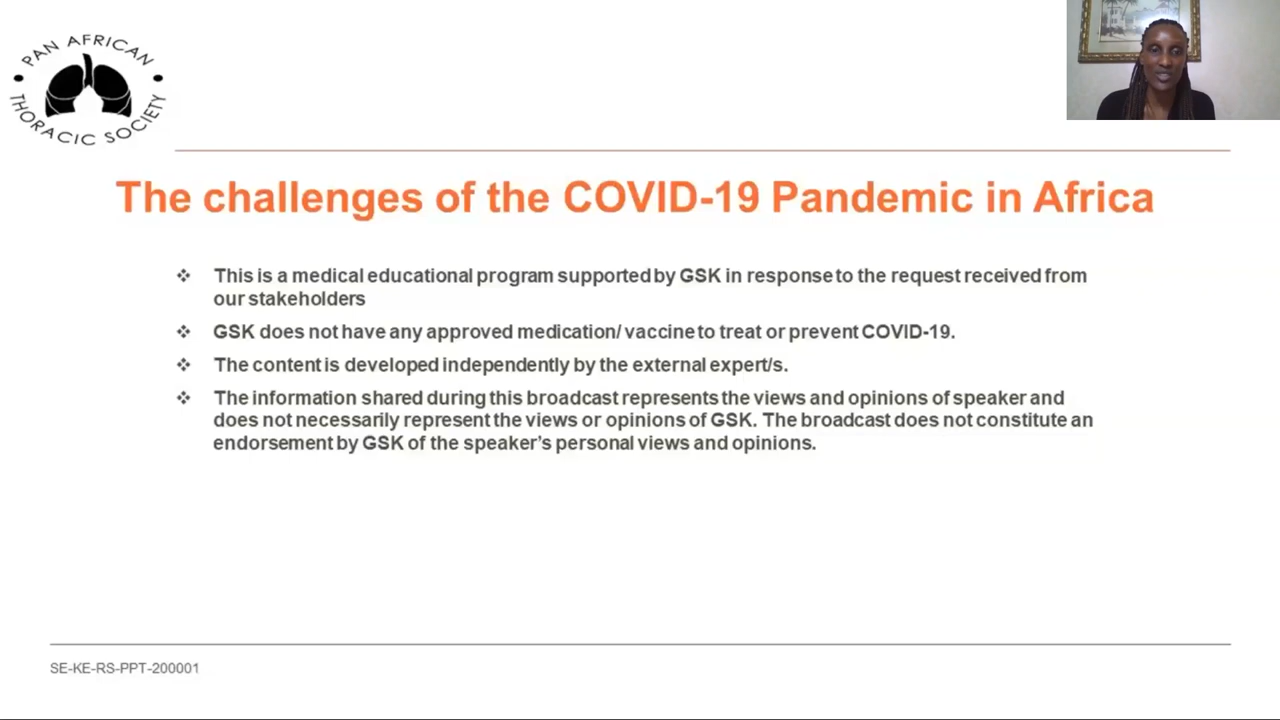 PAN AFRICAN
THORACIC SOCIETY
The challenges of the COVID-19 Pandemic in Africa
❖ This is a medical educational program supported by GSK in response to the request received from
our stakeholders
❖ GSK does not have any approved medication/ vaccine to treat or prevent COVID-19.
❖ The content is developed independently by the external expert/s.
❖ The information shared during this broadcast represents the views and opinions of speaker and
does not necessarily represent the views or opinions of GSK. The broadcast does not constitute an
endorsement by GSK of the speaker’s personal views and opinions.
SE-KE-RS-PPT-200001